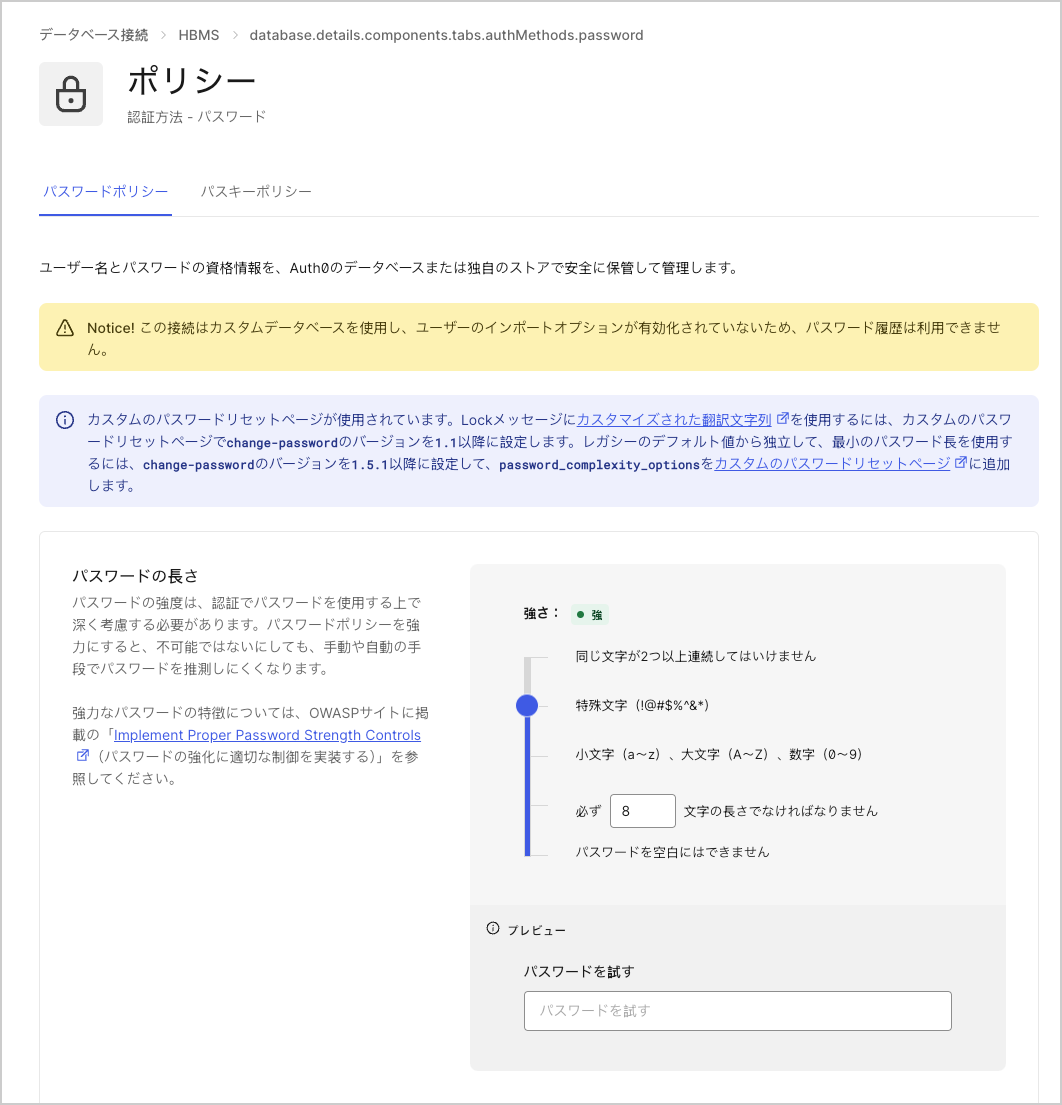 データベース接続 > HBMS > database.details.components.tabs.authMethods.password
ポリシー
認証方法 - パスワード
パスワードポリシー パスキーポリシー
ユーザー名とパスワードの資格情報を、Auth0のデータベースまたは独自のストアで安全に保管して管理します。
Notice! この接続はカスタムデータベースを使用し、ユーザーのインポートオプションが有効化されていないため、パスワード履歴は利用できませ
ん。
カスタムのパスワードリセットページが使用されています。Lockメッセージにカスタマイズされた翻訳文字列を使用するには、カスタムのパスワ
ードリセットページでchange-passwordのバージョンを1.1以降に設定します。レガシーのデフォルト値から独立して、最小のパスワード長を使用す
るには、change-passwordのバージョンを1.5.1以降に設定して、password_complexity_optionsをカスタムのパスワードリセットページに追加
します。
パスワードの長さ
パスワードの強度は、認証でパスワードを使用する上で
深く考慮する必要があります。パスワードポリシーを強
力にすると、不可能ではないにしても、手動や自動の手
段でパスワードを推測しにくくなります。
強力なパスワードの特徴については、OWASPサイトに掲
載の「Implement Proper Password Strength Controls
（パスワードの強化に適切な制御を実装する）」を参
照してください。
強さ： 強
同じ文字が2つ以上連続してはいけません
特殊文字（!@#$%^&*）
小文字（a〜z）、大文字（A〜Z）、数字（0〜9）
必ず 8 文字の長さでなければなりません
パスワードを空白にはできません
プレビュー
パスワードを試す
パスワードを試す